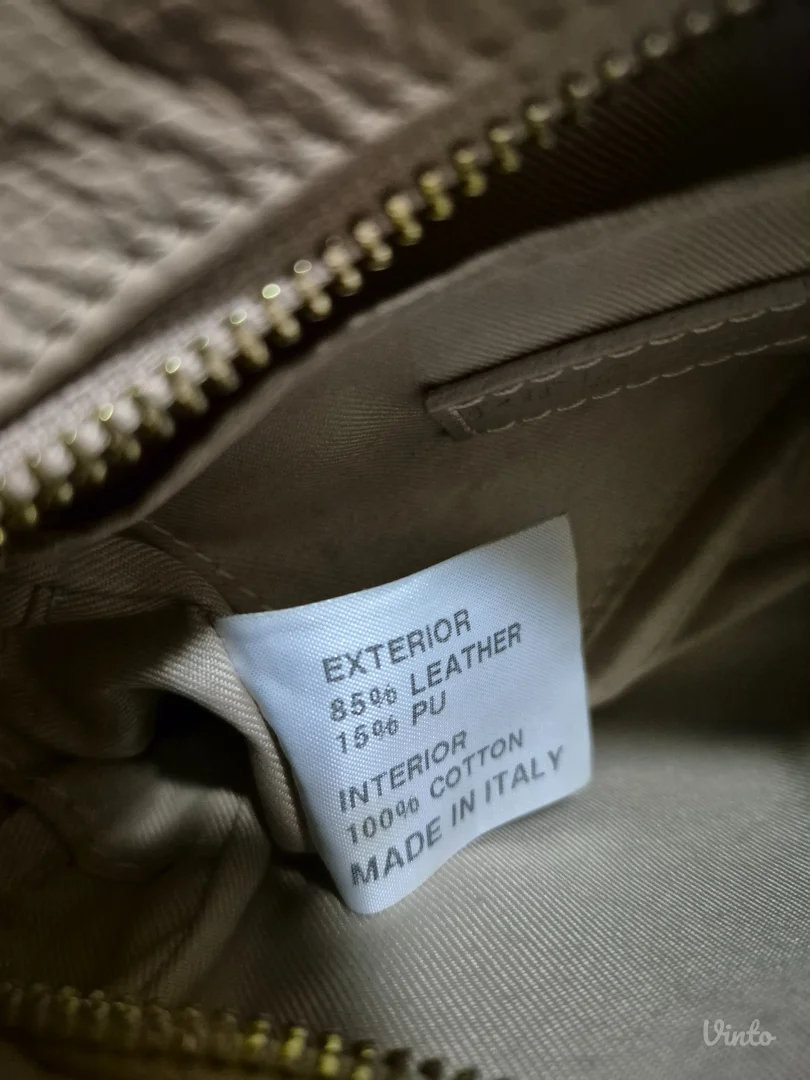 EXTERIOR
85% LEATHER
15% PU
INTERIOR
100% COTTON
MADE IN ITALY
Vinto